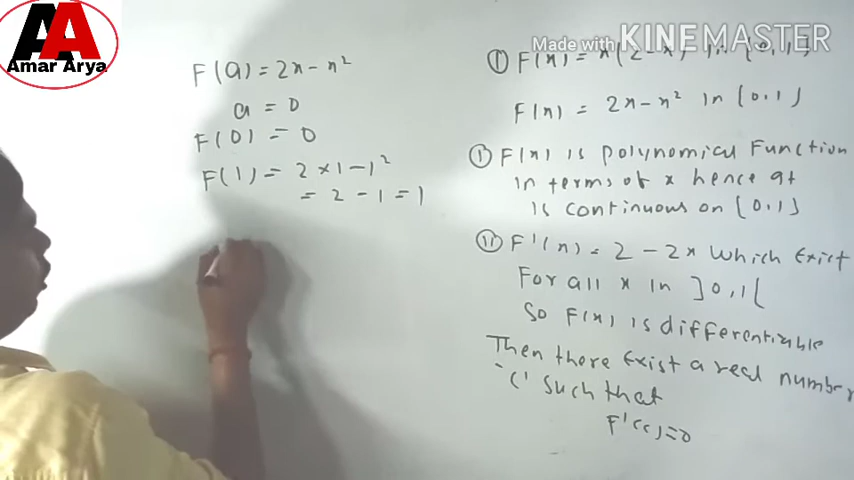 AA
Amar Arya
Made with KINEMASTER
F(a) = 2x - x²
a = 0
F(0) = 0
F(1) = 2 × 1 - 1²
= 2 - 1 = 1
① F(x) = x(2 - x) in [0,1]
F(x) = 2x - x² in [0,1]
① F(x) is polynomical Function
in terms of x hence at
is continuous on [0,1]
⑪ F'(x) = 2 - 2x which Exist
For all x in ]0,1[
So F(x) is differentiable
Then there Exist a real number
'c' such that
F'(c) = 0